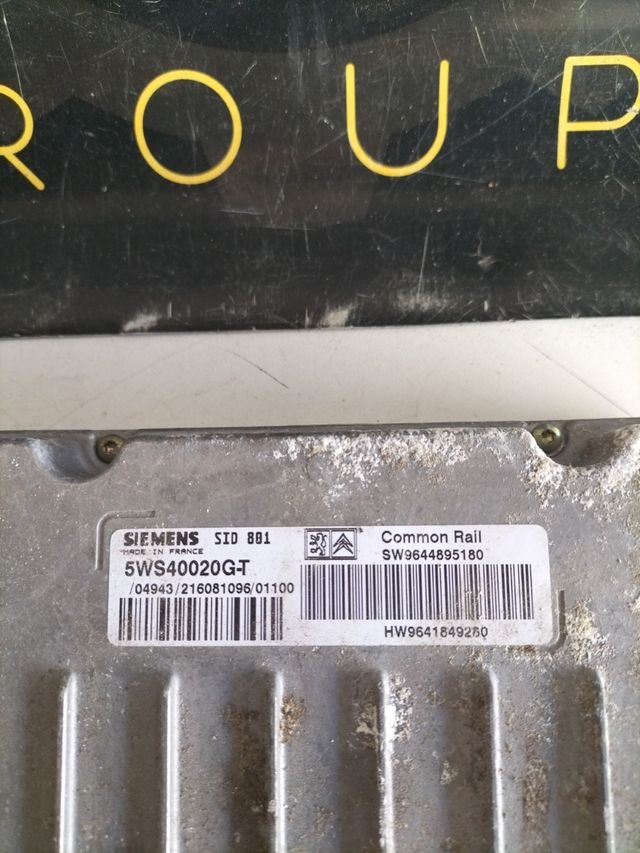 ROUP
SIEMENS SID 801
MADE IN FRANCE
5WS40020G-T
/04943/216081096/01100
Common Rail
SW9644895180
HW9641849280